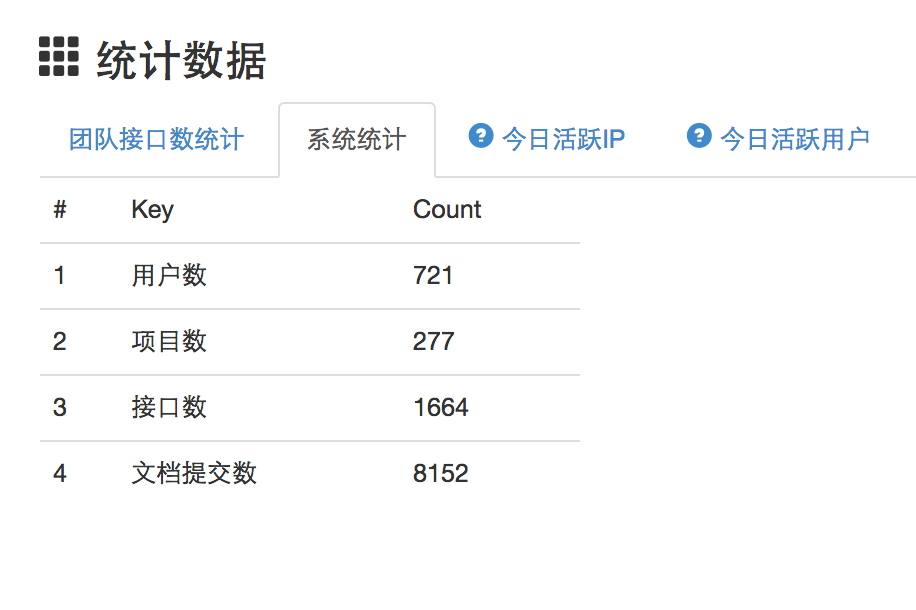 统计数据
团队接口数统计 系统统计 ? 今日活跃IP ? 今日活跃用户
# Key Count
1 用户数 721
2 项目数 277
3 接口数 1664
4 文档提交数 8152